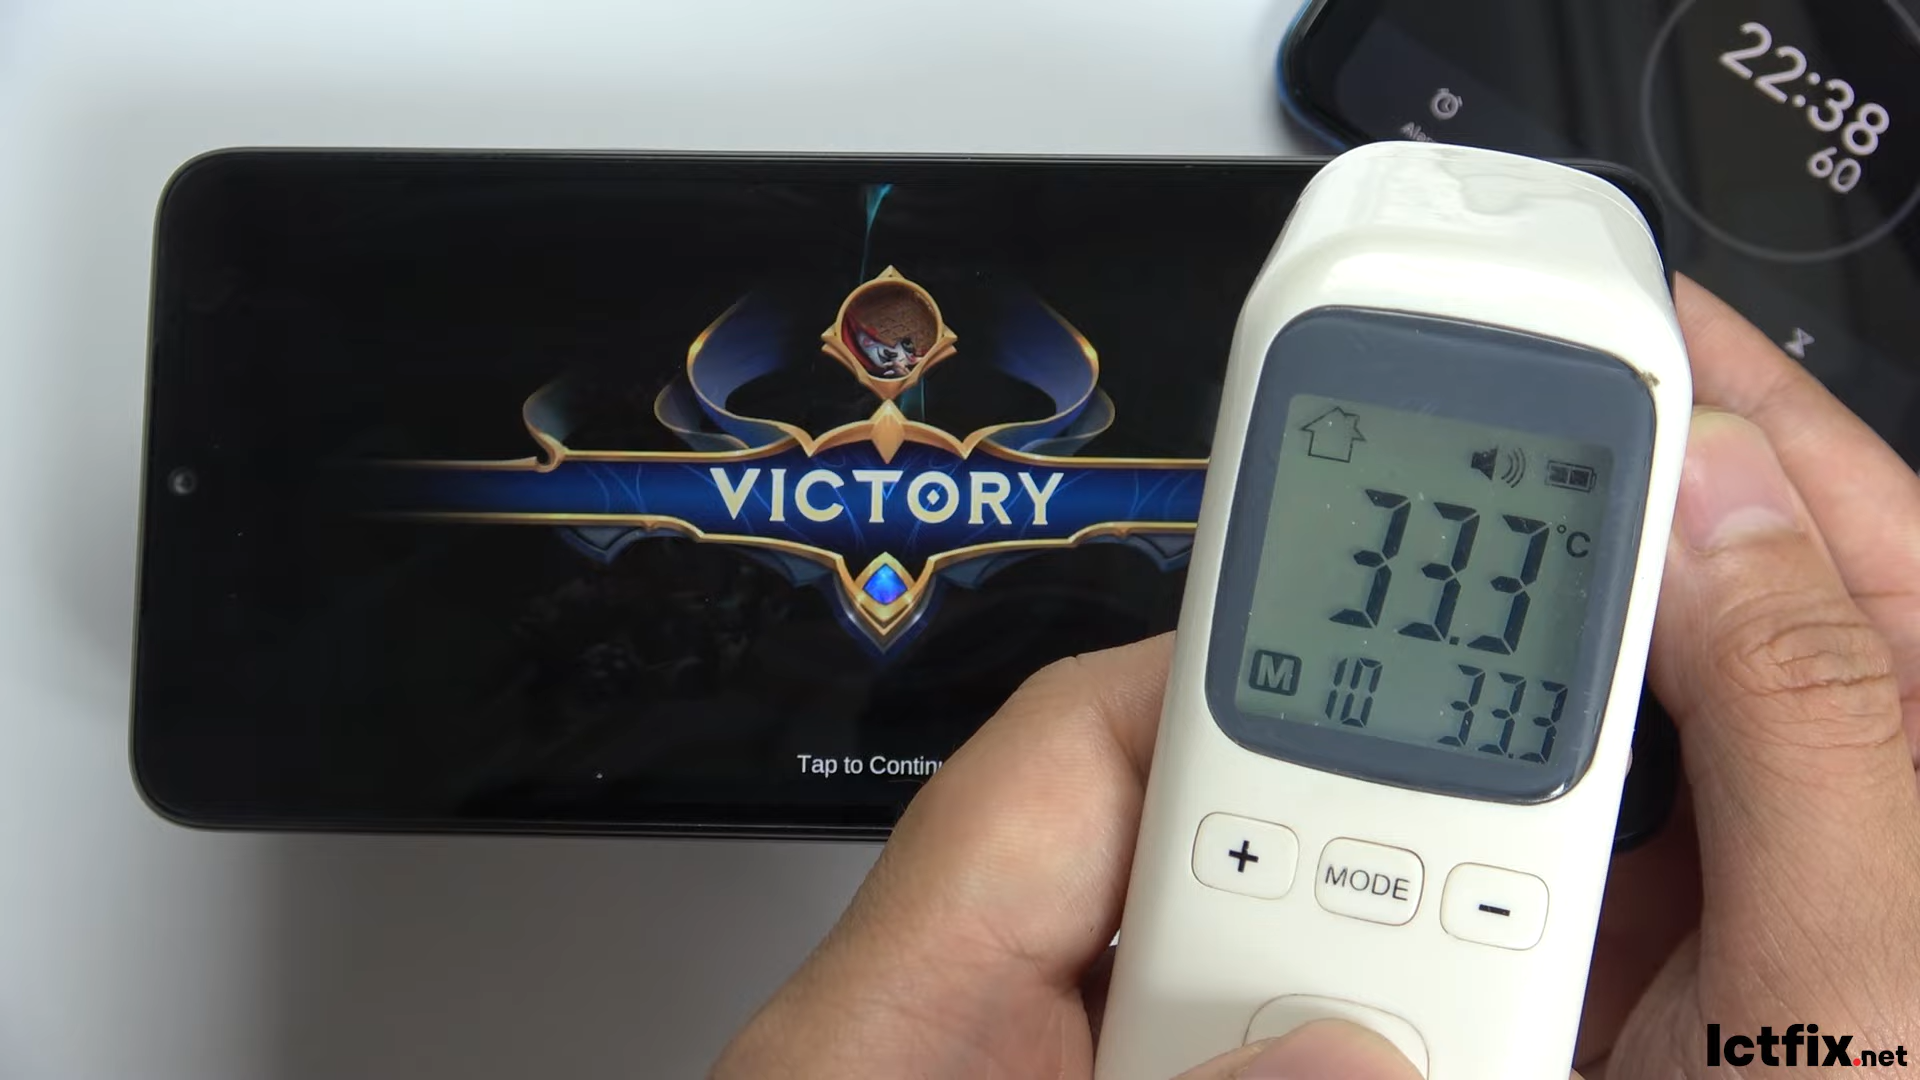 22:38
60
VICTORY
°C
33.3
M 10 33.3
Tap to Contin
+ MODE -
Ictfix.net